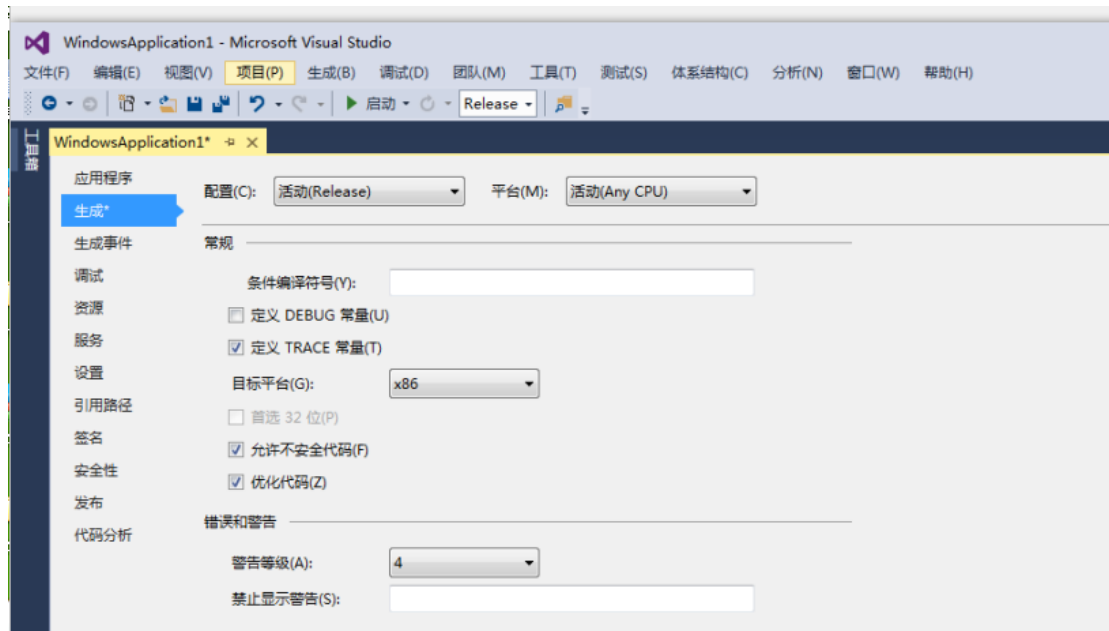 WindowsApplication1 - Microsoft Visual Studio
文件(F) 编辑(E) 视图(V) 项目(P) 生成(B) 调试(D) 团队(M) 工具(T) 测试(S) 体系结构(C) 分析(N) 窗口(W) 帮助(H)
启动 Release
工具箱
WindowsApplication1*
应用程序
配置(C): 活动(Release) 平台(M): 活动(Any CPU)
生成*
生成事件
常规
调试
条件编译符号(Y):
资源
定义 DEBUG 常量(U)
服务
定义 TRACE 常量(T)
设置
目标平台(G): x86
引用路径
首选 32 位(P)
签名
允许不安全代码(F)
安全性
优化代码(Z)
发布
错误和警告
代码分析
警告等级(A): 4
禁止显示警告(S):